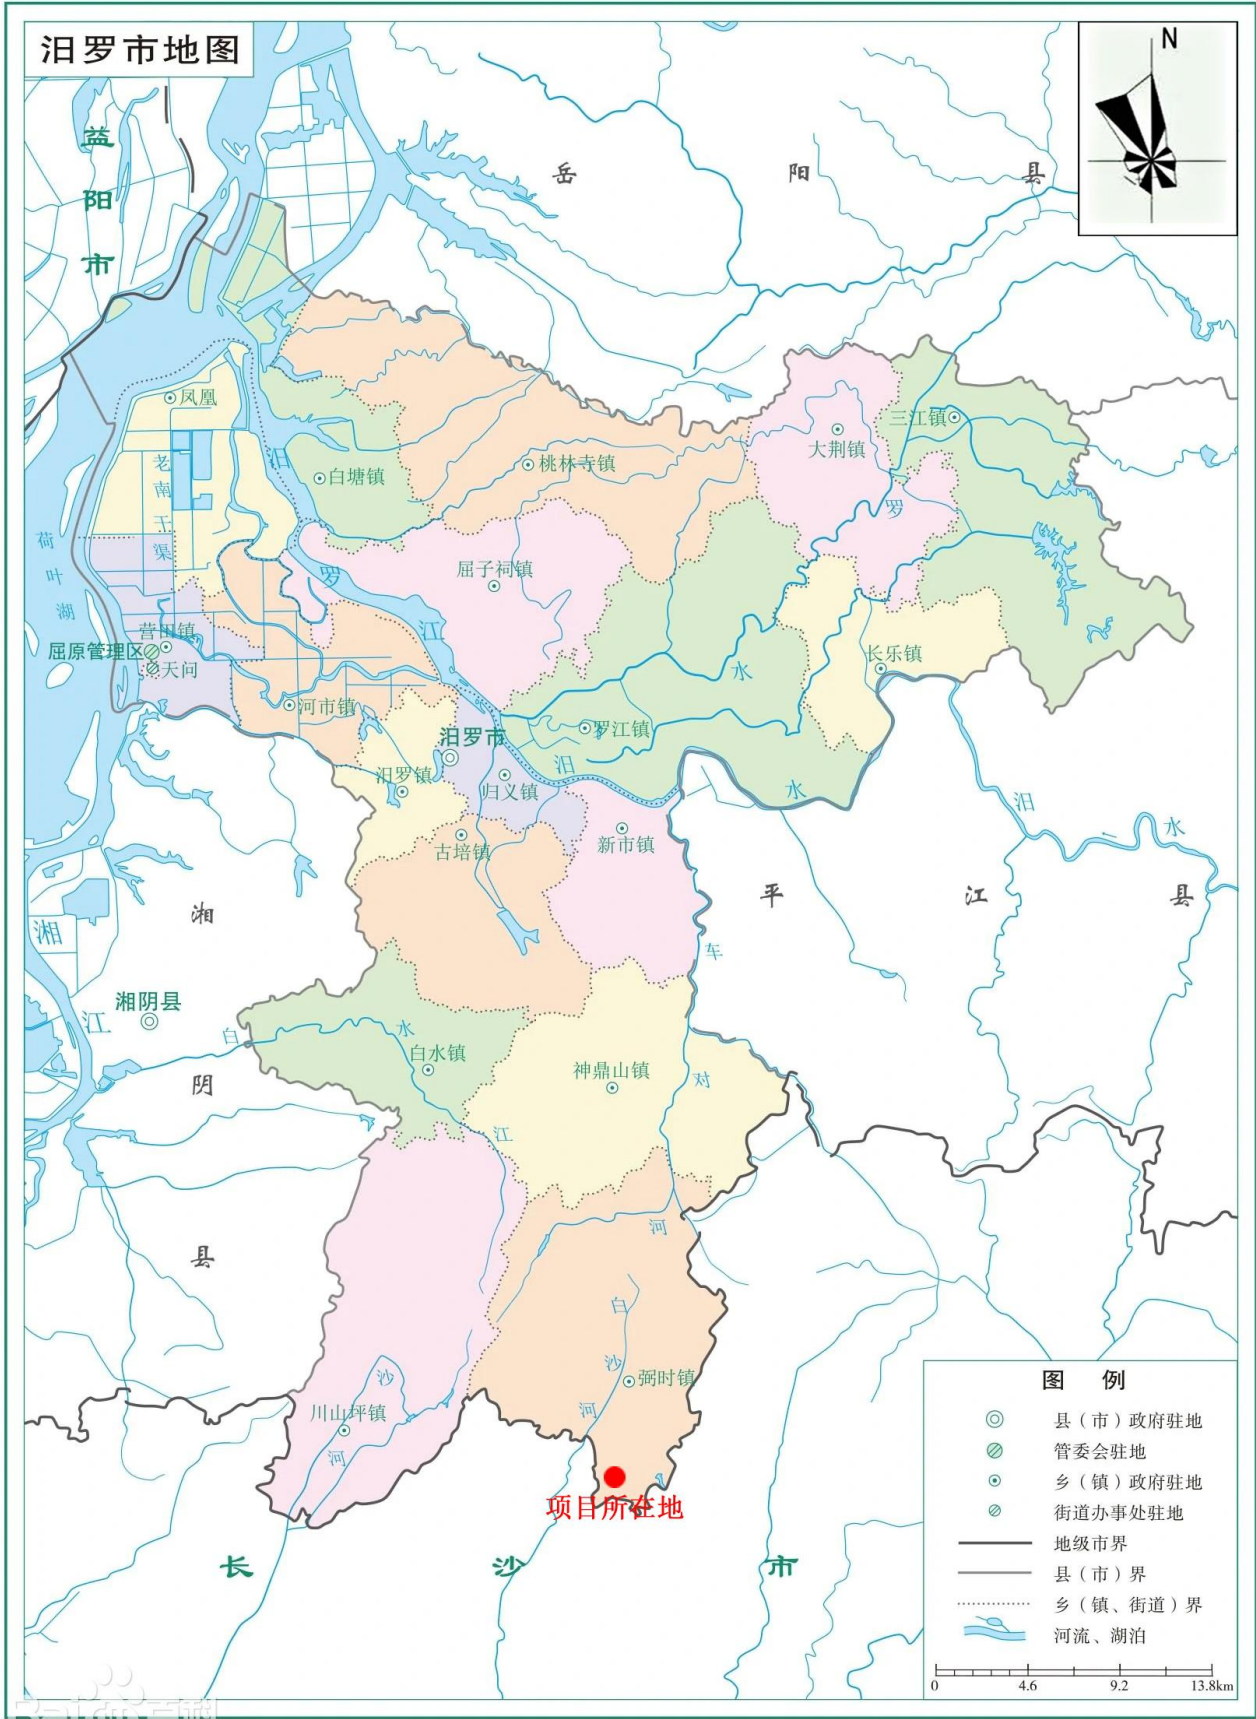 汨罗市地图
N
益
阳
市
岳 阳 县
凤凰
三江镇
大荆镇
老
南
干
渠
汨
白塘镇
桃林寺镇
罗
荷
叶
湖
罗
屈子祠镇
江
营田镇
屈原管理区
天问
水
长乐镇
河市镇
罗江镇
汨罗市
汨
汨罗镇
归义镇
水
汨
水
古培镇
新市镇
平 江 县
湘
湘
车
湘阴县
江
白
水
白水镇
神鼎山镇
对
阴
江
河
县
白
沙
河
弼时镇
沙
川山坪镇
河
项目所在地
长 沙 市
图 例
县（市）政府驻地
管委会驻地
乡（镇）政府驻地
街道办事处驻地
地级市界
县（市）界
乡（镇、街道）界
河流、湖泊
0 4.6 9.2 13.8km
Bai百科